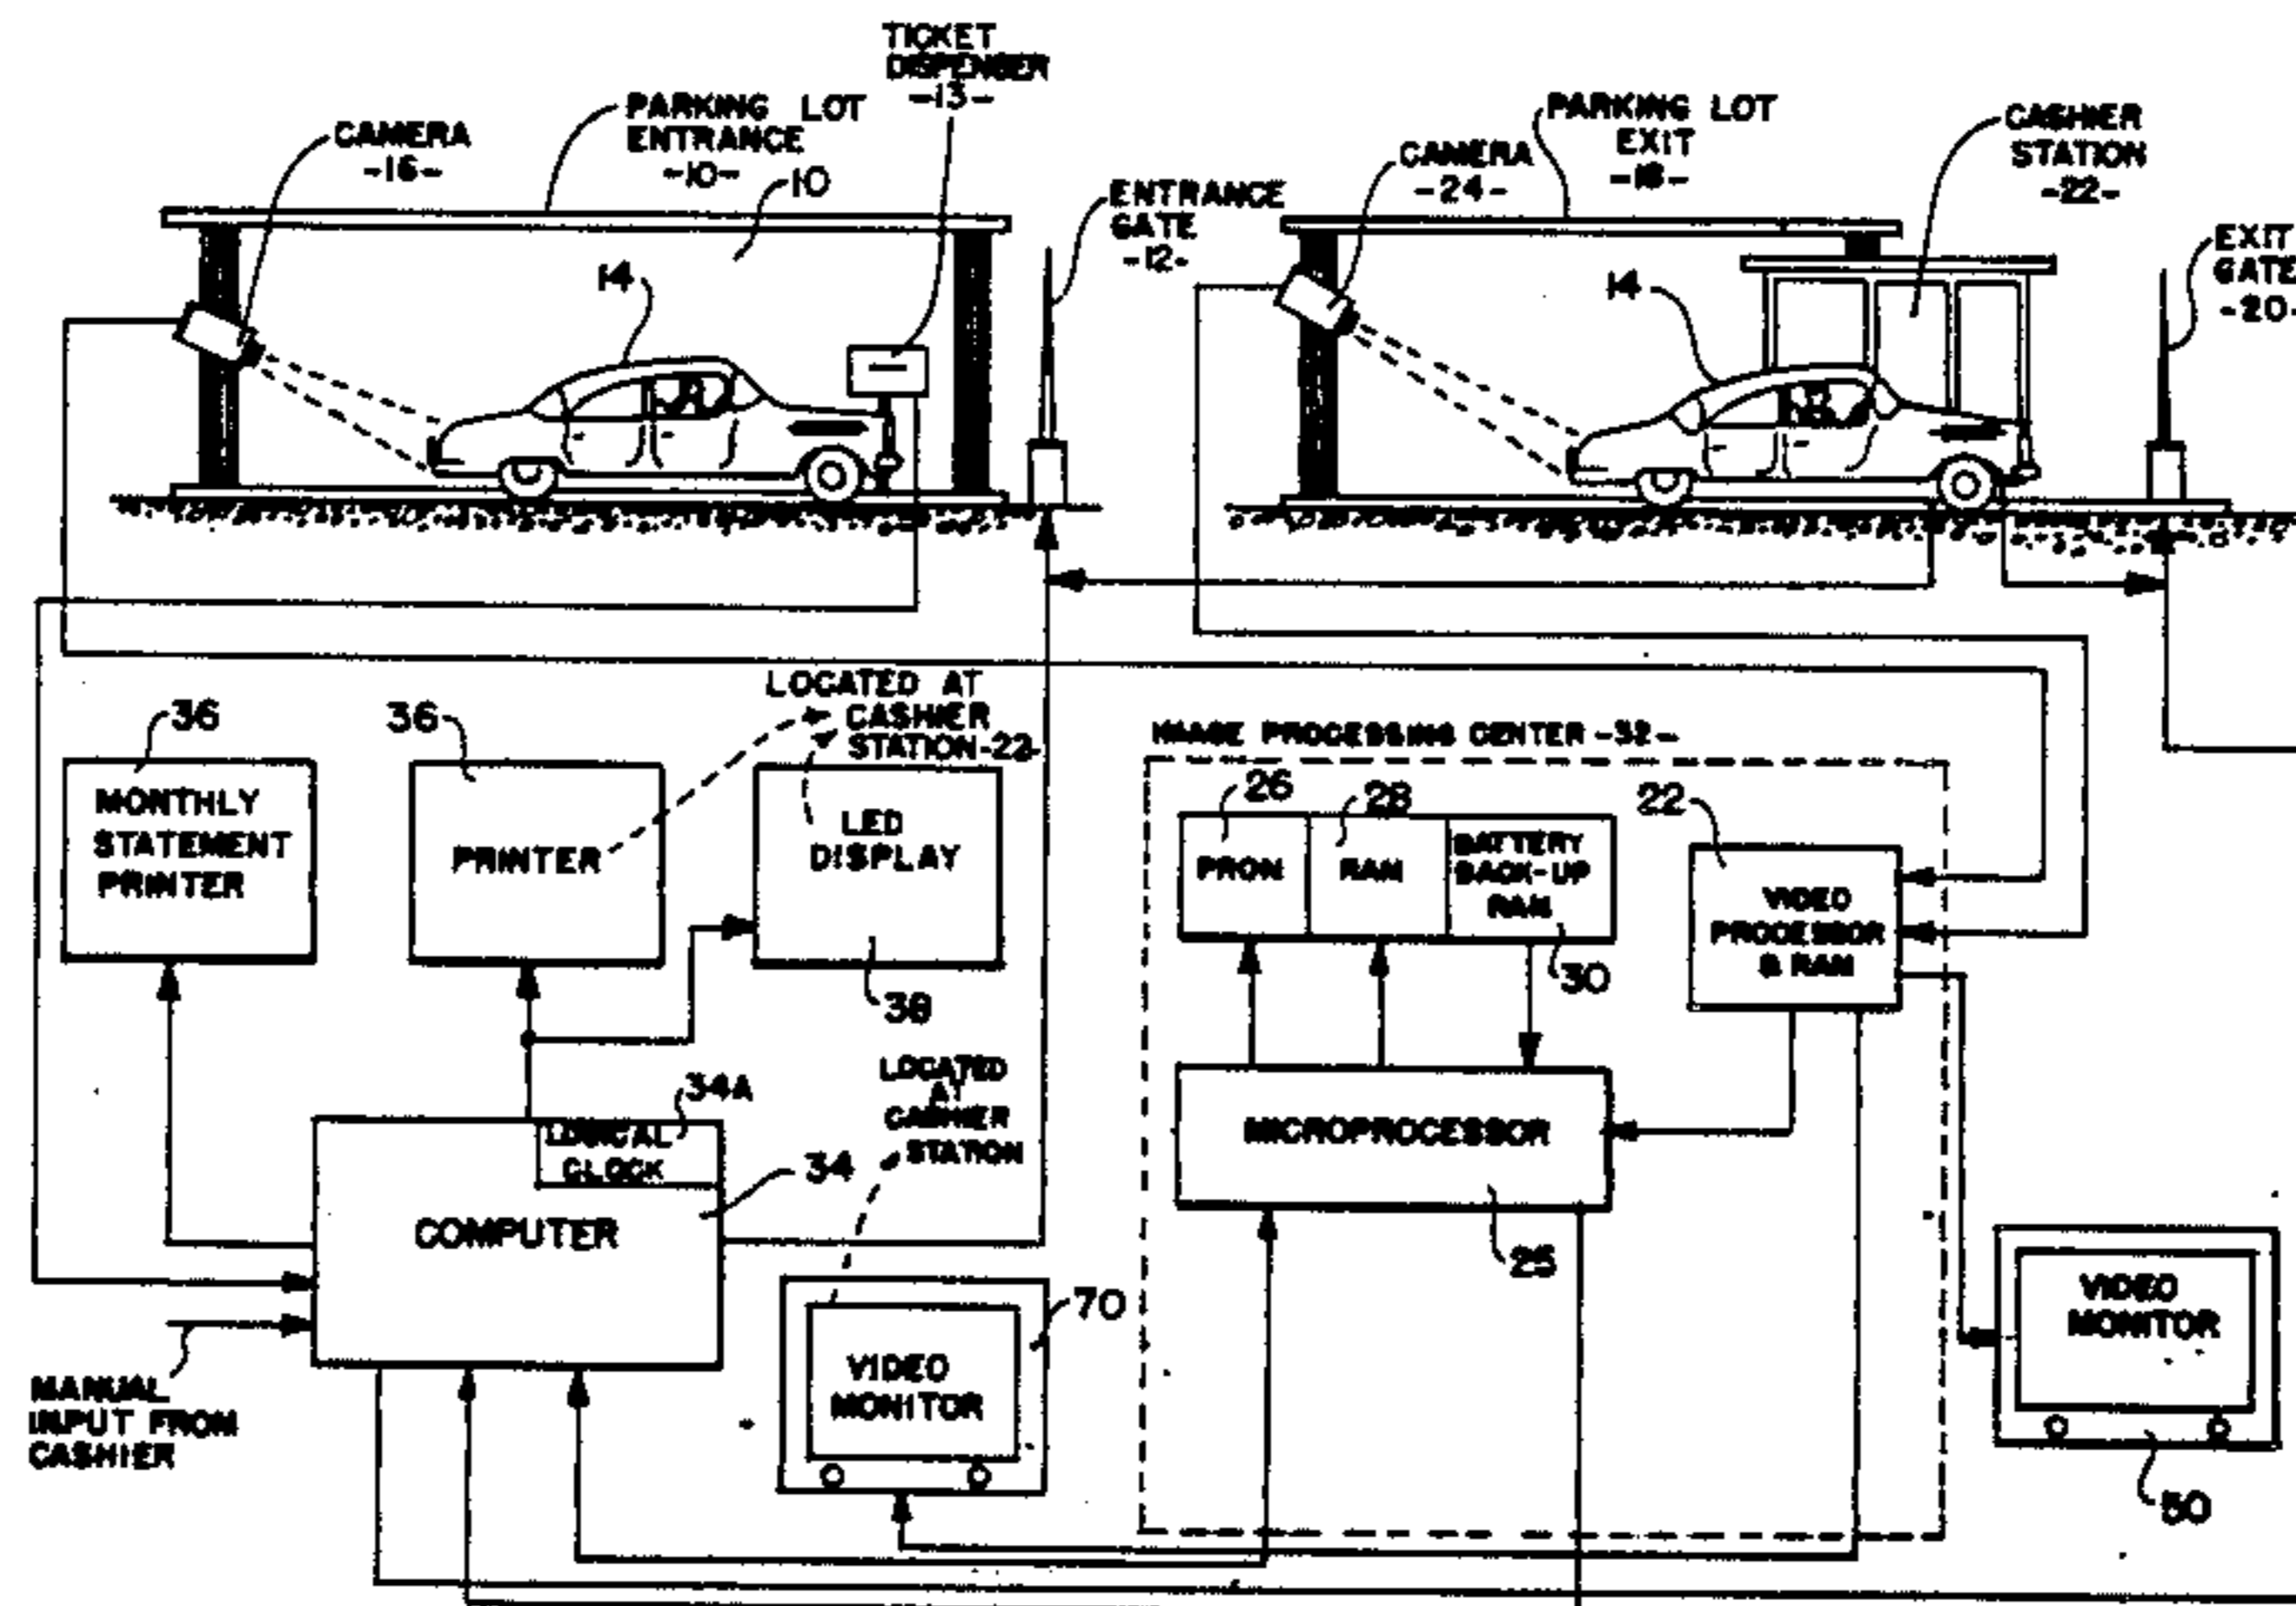 TICKET
DISPENSER
-13-
CAMERA
-16-
PARKING LOT
ENTRANCE
-10-
10
14
ENTRANCE
GATE
-12-
PARKING LOT
EXIT
-18-
CAMERA
-24-
14
CASHIER
STATION
-22-
EXIT
GATE
-20-
36
MONTHLY
STATEMENT
PRINTER
36
PRINTER
LOCATED AT
CASHIER
STATION-22-
LED
DISPLAY
38
IMAGE PROCESSING CENTER -32-
26
PROM
28
RAM
BATTERY
BACK-UP
RAM
30
22
VIDEO
PROCESSOR
& RAM
MICROPROCESSOR
25
34A
LOGICAL
CLOCK
34
COMPUTER
LOCATED
AT
CASHIER
STATION
MANUAL
INPUT FROM
CASHIER
70
VIDEO
MONITOR
VIDEO
MONITOR
50